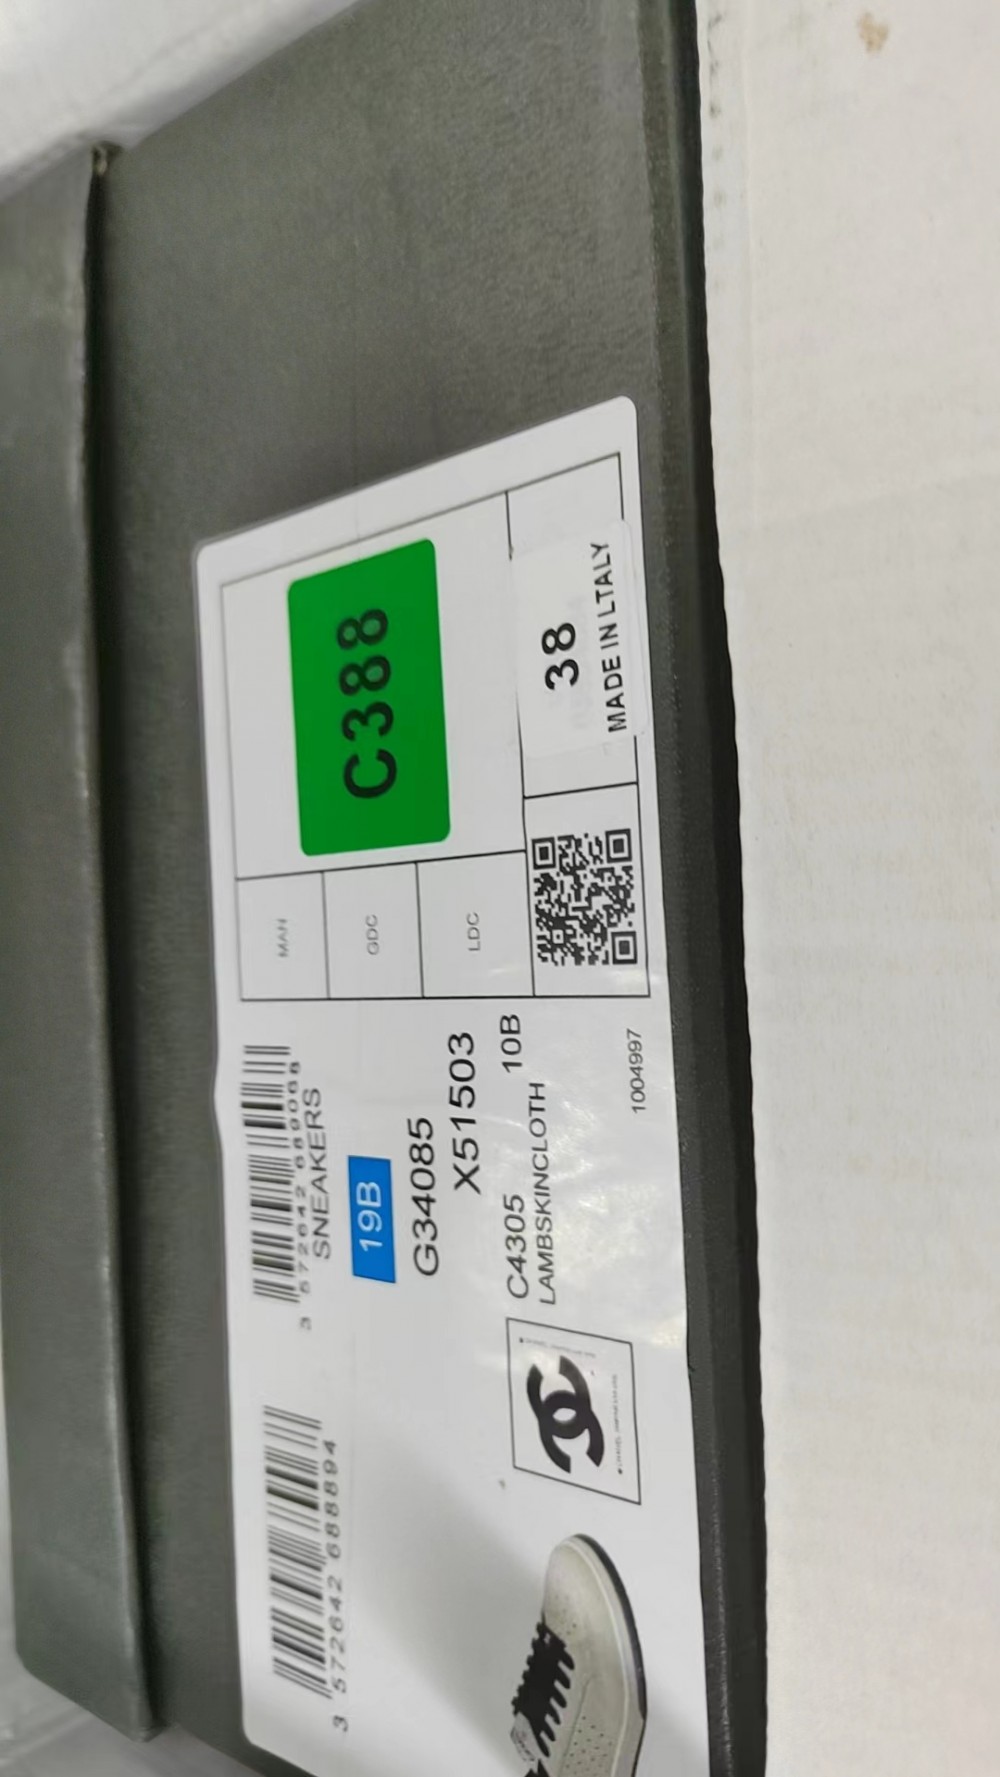 3 572642 688894
3 572642 689068
SNEAKERS
19B
G34085
X51503
C4305
LAMBSKINCLOTH 10B
1004997
MAN
GDC
LDC
C388
38
MADE IN LTALY